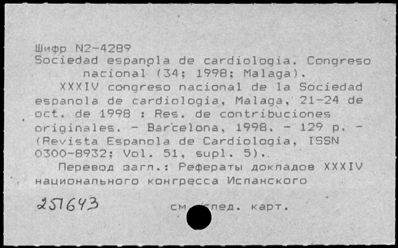 Шифр N2-4289
Sociedad espanola de cardiologia. Congreso
nacional (34; 1998; Malaga).
XXXIV congreso nacional de la Sociedad
espanola de cardiologia, Malaga, 21-24 de
oct. de 1998 : Res. de contribuciones
originales. - Barcelona, 1998. - 129 p. -
(Revista Espanola de Cardiologia, ISSN
0300-8932; Vol. 51, supl. 5).
Перевод загл.: Рефераты докладов XXXIV
национального конгресса Испанского
251643 см. след. карт.